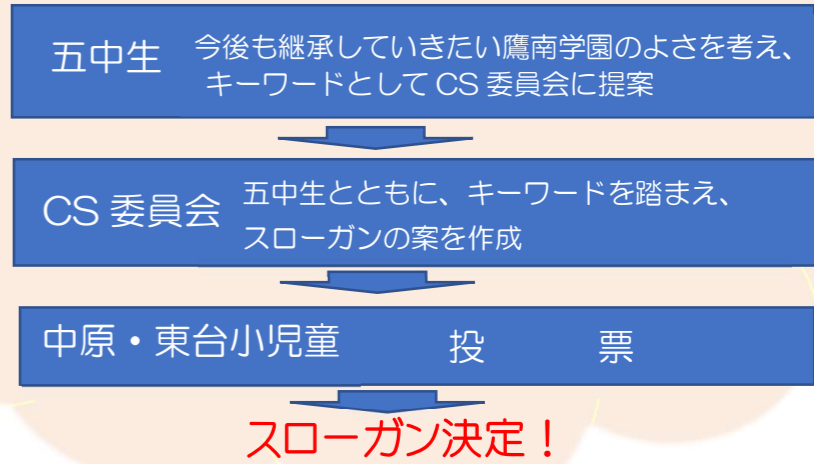 五中生 今後も継承していきたい鷹南学園のよさを考え、
キーワードとして CS 委員会に提案
CS 委員会 五中生とともに、キーワードを踏まえ、
スローガンの案を作成
中原・東台小児童 投 票
スローガン決定！